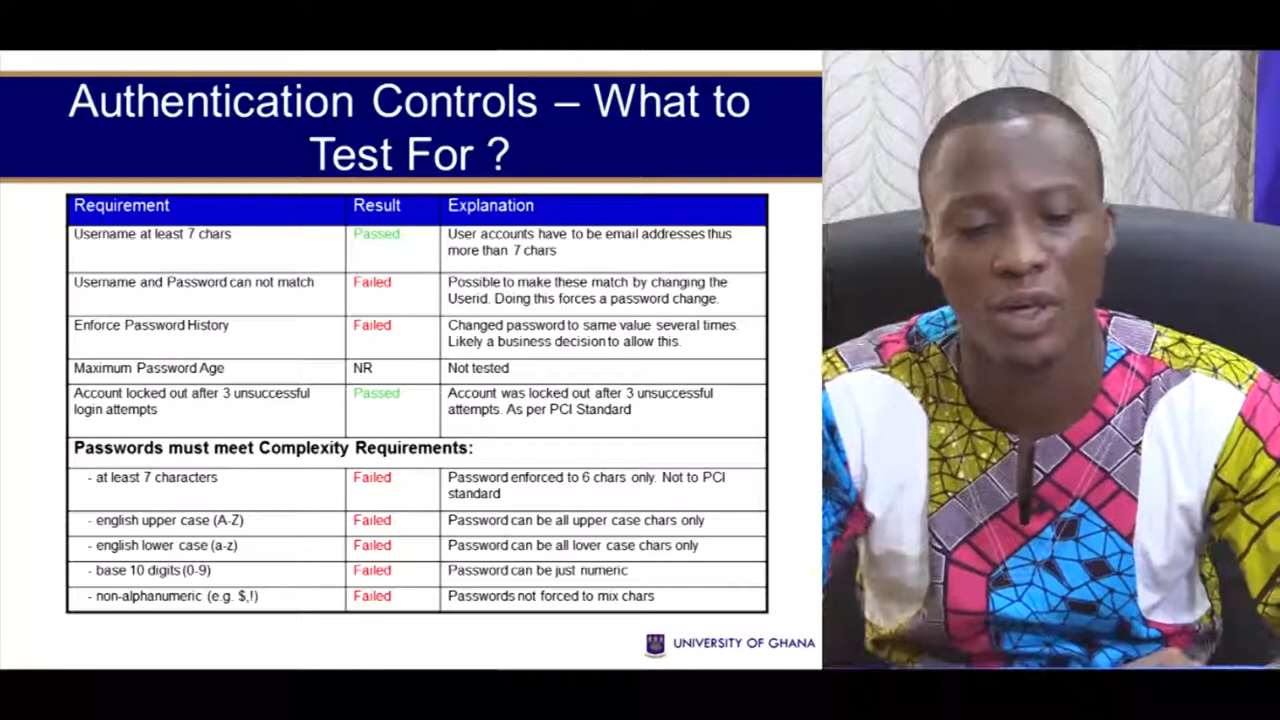 Authentication Controls – What to
Test For ?
Requirement Result Explanation
Username at least 7 chars Passed User accounts have to be email addresses thus
more than 7 chars
Username and Password can not match Failed Possible to make these match by changing the
Userid. Doing this forces a password change.
Enforce Password History Failed Changed password to same value several times.
Likely a business decision to allow this.
Maximum Password Age NR Not tested
Account locked out after 3 unsuccessful Passed Account was locked out after 3 unsuccessful
login attempts attempts. As per PCI Standard
Passwords must meet Complexity Requirements:
- at least 7 characters Failed Password enforced to 6 chars only. Not to PCI
standard
- english upper case (A-Z) Failed Password can be all upper case chars only
- english lower case (a-z) Failed Password can be all lover case chars only
- base 10 digits (0-9) Failed Password can be just numeric
- non-alphanumeric (e.g. $,!) Failed Passwords not forced to mix chars
UNIVERSITY OF GHANA